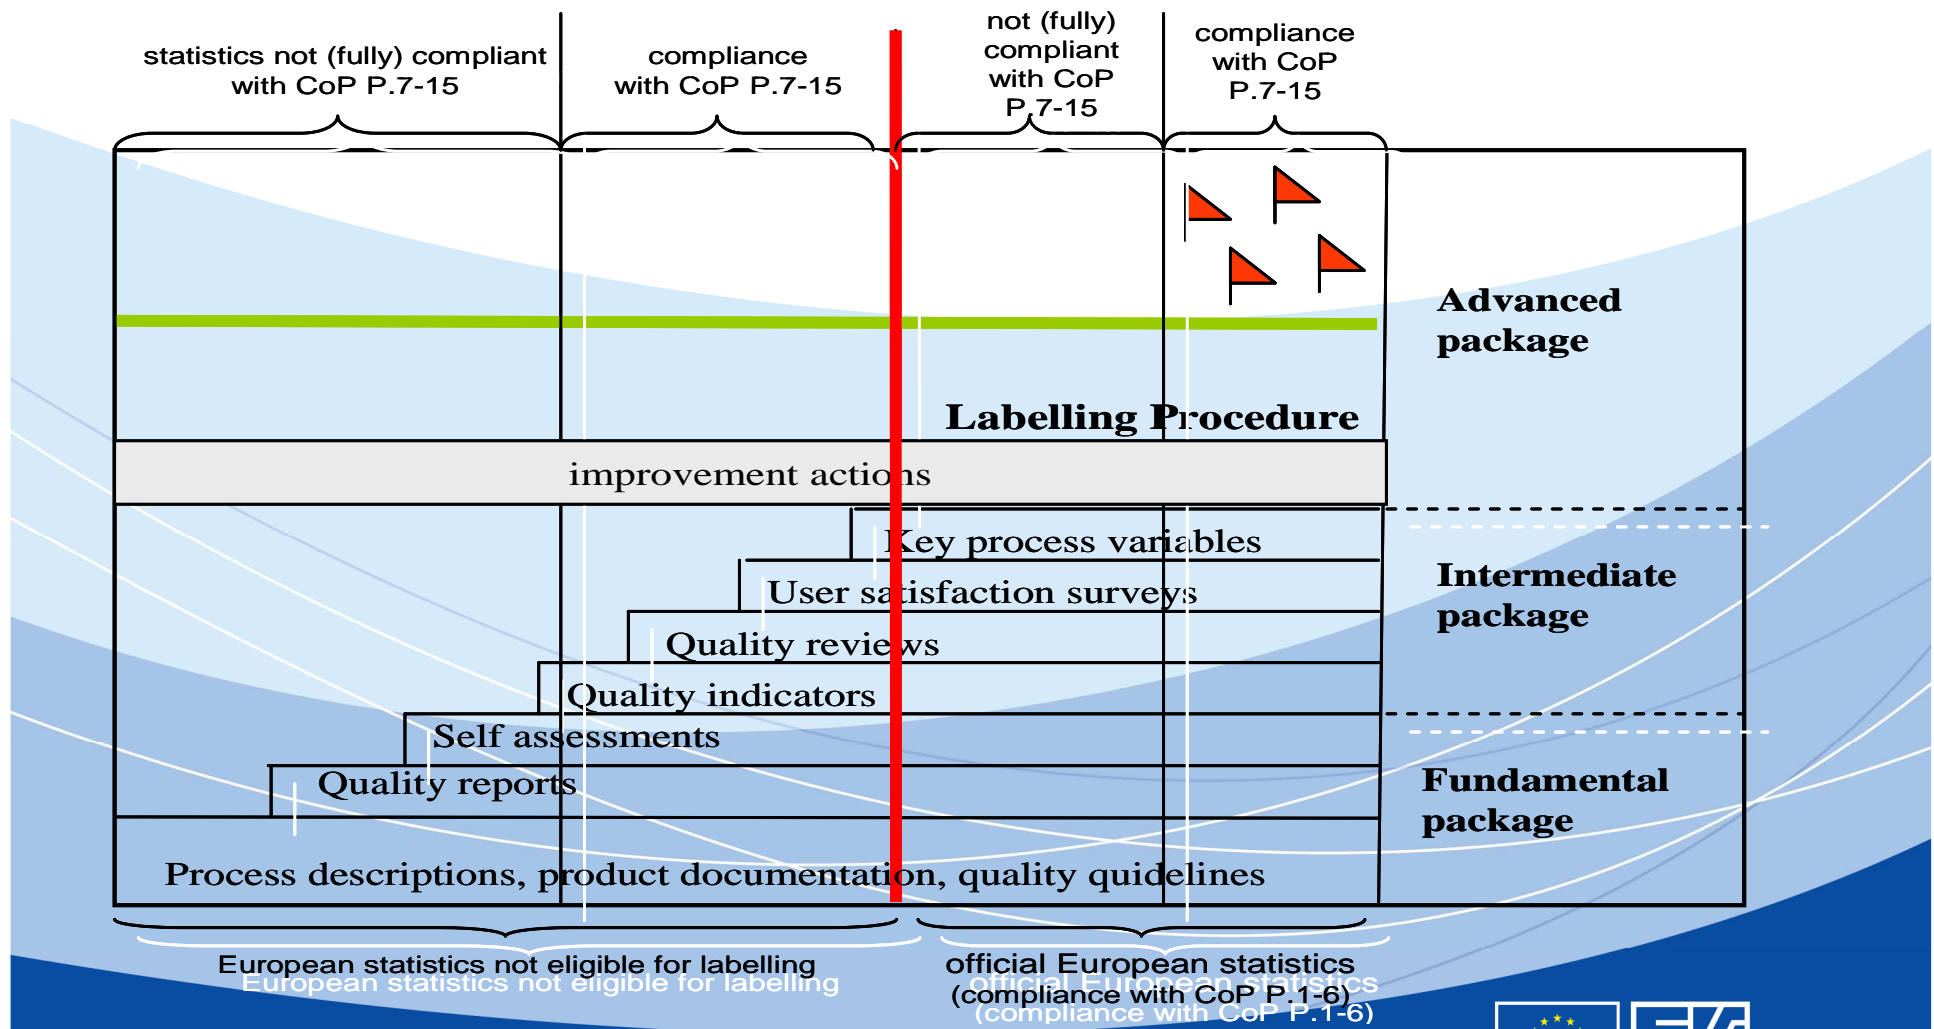 statistics not (fully) compliant
with CoP P.7-15
compliance
with CoP P.7-15
not (fully)
compliant
with CoP
P.7-15
compliance
with CoP
P.7-15
Advanced
package
Labelling Procedure
improvement actions
Key process variables
User satisfaction surveys
Intermediate
package
Quality reviews
Quality indicators
Self assessments
Quality reports
Fundamental
package
Process descriptions, product documentation, quality quidelines
European statistics not eligible for labelling
European statistics not eligible for labelling
official European statistics
(compliance with CoP P.1-6)
official European statistics
(compliance with CoP P.1-6)